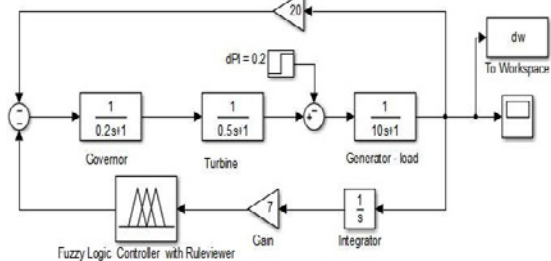 20
dPl = 0.2
dw
To Workspace
1
0.2s+1
Governor
1
0.5s+1
Turbine
1
10s+1
Generator - load
Fuzzy Logic Controller with Ruleviewer
7
Gain
1
s
Integrator